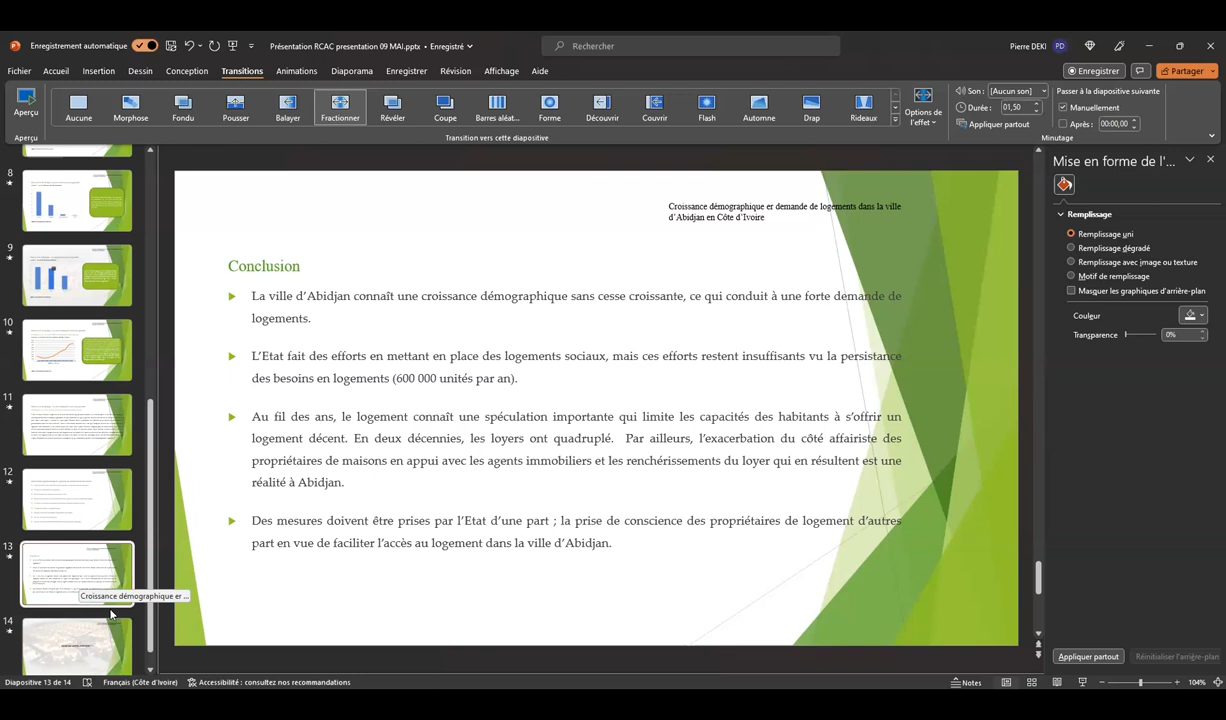 Enregistrement automatique
Présentation RCAC presentation 09 MAI.pptx • Enregistré
Rechercher
Pierre DEKI PD
Fichier Accueil Insertion Dessin Conception Transitions Animations Diaporama Enregistrer Révision Affichage Aide
Enregistrer Partager
Aperçu
Aucune Morphose Fondu Pousser Balayer Fractionner Révéler Coupe Barres aléat... Forme Découvrir Couvrir Flash Automne Drap Rideaux
Options de l'effet
Son : [Aucun son]
Durée : 01,50
Appliquer partout
Passer à la diapositive suivante
Manuellement
Après : 00:00,00
Aperçu
Transition vers cette diapositive
Minutage
8
9
10
11
12
13
14
Croissance démographique er ...
Croissance démographique er demande de logements dans la ville
d’Abidjan en Côte d’Ivoire
Conclusion
La ville d’Abidjan connaît une croissance démographique sans cesse croissante, ce qui conduit à une forte demande de
logements.
L’Etat fait des efforts en mettant en place des logements sociaux, mais ces efforts restent insuffisants vu la persistance
des besoins en logements (600 000 unités par an).
Au fil des ans, le logement connaît une spéculation importante qui limite les capacités des habitants à s’offrir un
logement décent. En deux décennies, les loyers ont quadruplé. Par ailleurs, l’exacerbation du côté affairiste des
propriétaires de maisons en appui avec les agents immobiliers et les renchérissements du loyer qui en résultent est une
réalité à Abidjan.
Des mesures doivent être prises par l’Etat d’une part ; la prise de conscience des propriétaires de logement d’autres
part en vue de faciliter l’accès au logement dans la ville d’Abidjan.
Mise en forme de l'...
Remplissage
Remplissage uni
Remplissage dégradé
Remplissage avec image ou texture
Motif de remplissage
Masquer les graphiques d'arrière-plan
Couleur
Transparence 0%
Appliquer partout Réinitialiser l'arrière-plan
Diapositive 13 de 14 Français (Côte d'Ivoire) Accessibilité : consultez nos recommandations
Notes
104%